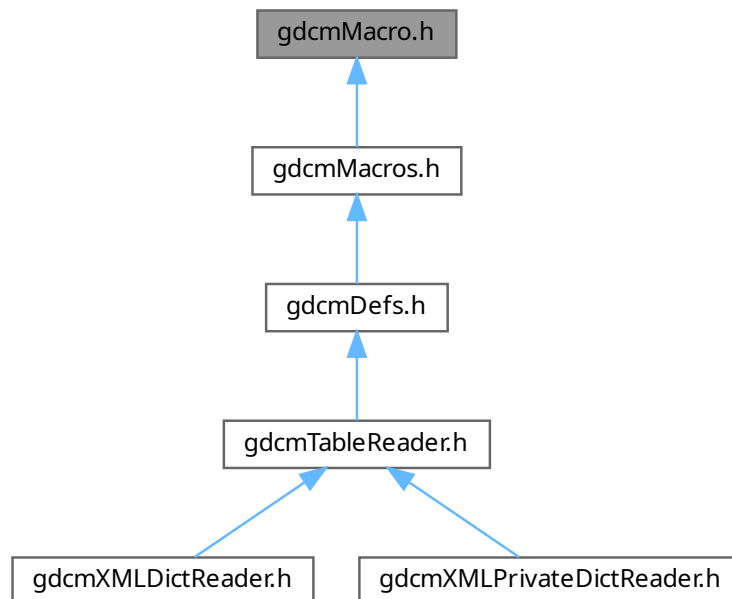 gdcmMacro.h
gdcmMacros.h
gdcmDefs.h
gdcmTableReader.h
gdcmXMLDictReader.h
gdcmXMLPrivateDictReader.h